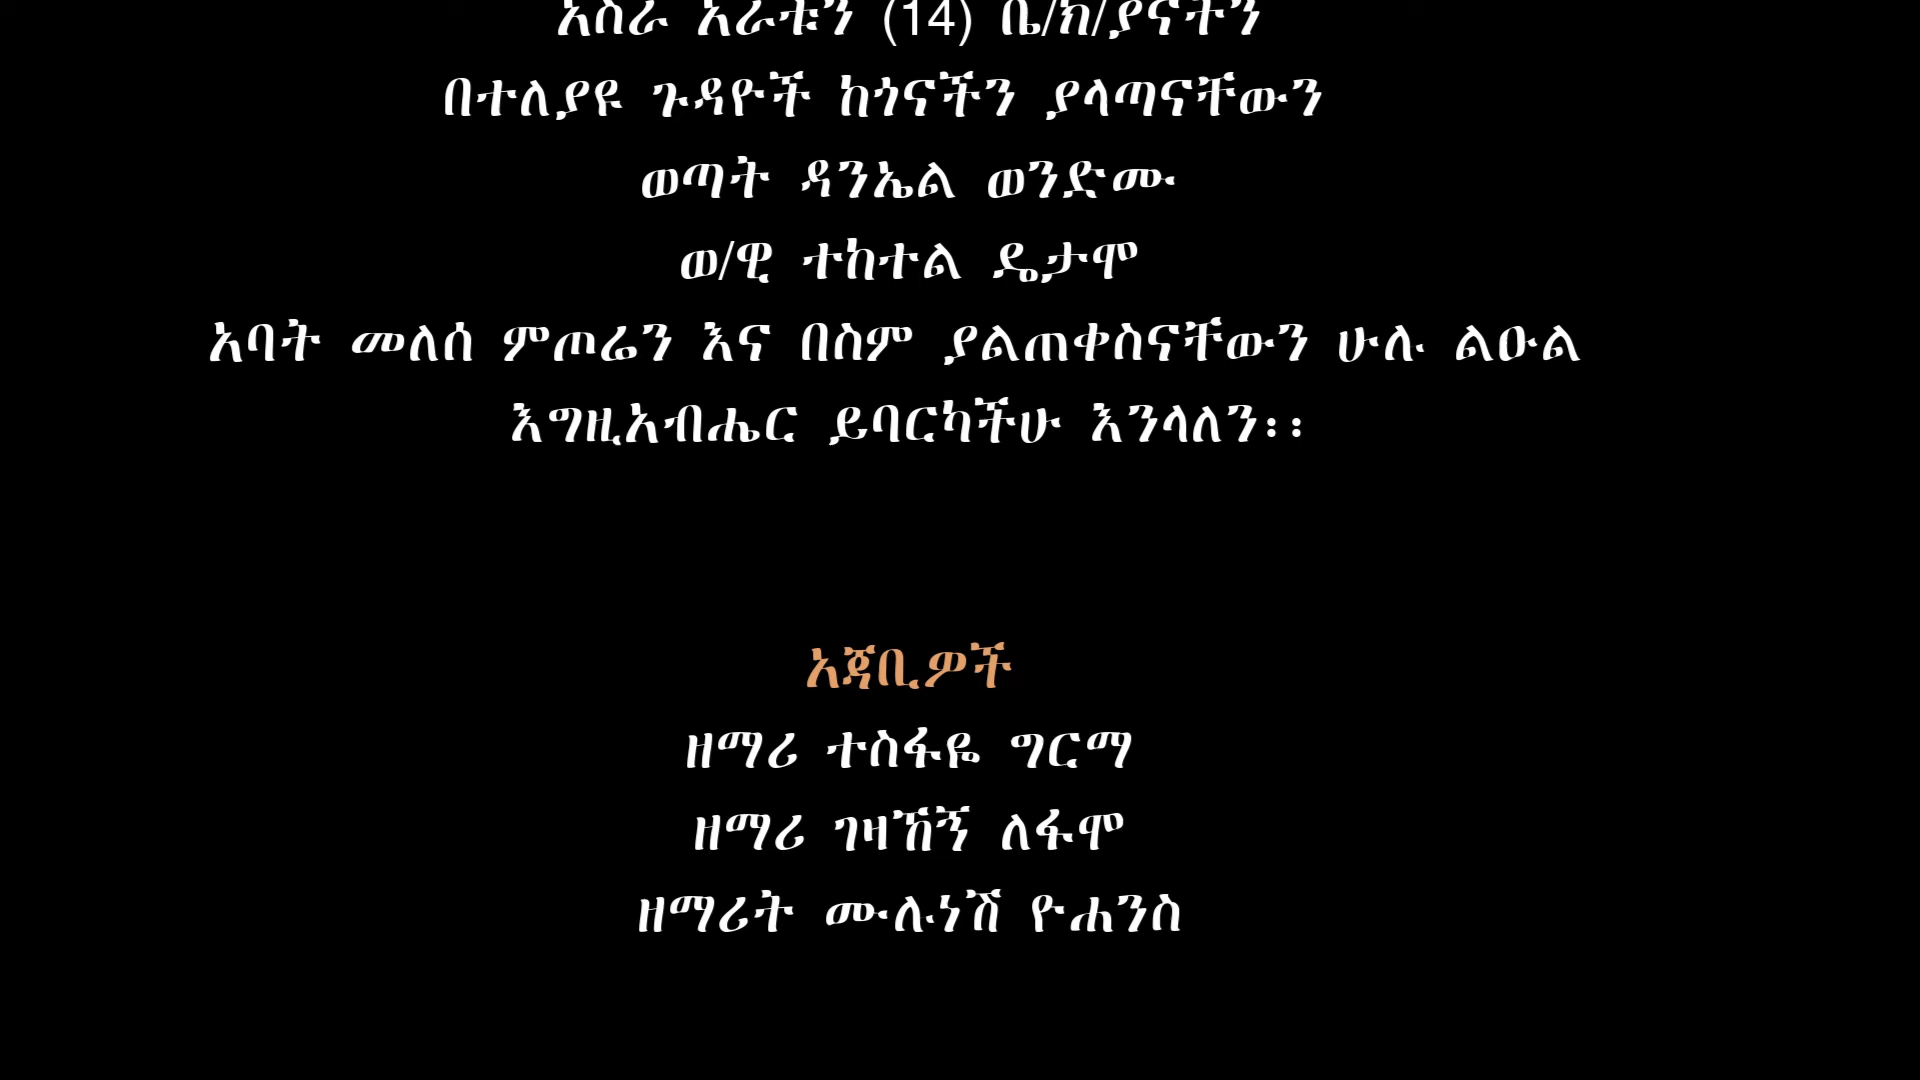 አስራ አራቱን (14) ቤ/ክ/ያናትን
በተለያዩ ጉዳዮች ከጎናችን ያላጣናቸውን
ወጣት ዳንኤል ወንድሙ
ወ/ዊ ተከተል ዴታሞ
አባት መለሰ ምጦሬን እና በስም ያልጠቀስናቸውን ሁሉ ልዑል
እግዚአብሔር ይባርካችሁ እንላለን፡፡
አጃቢዎች
ዘማሪ ተስፋዬ ግርማ
ዘማሪ ገዛኸኝ ለፋሞ
ዘማሪት ሙሉነሽ ዮሐንስ